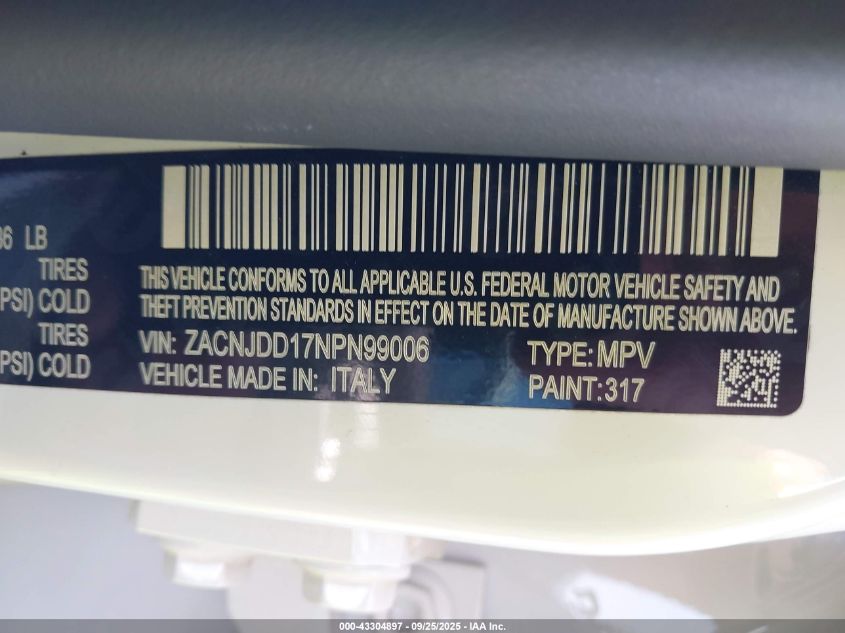 36 LB
TIRES
PSI) COLD
TIRES
PSI) COLD
THIS VEHICLE CONFORMS TO ALL APPLICABLE U.S. FEDERAL MOTOR VEHICLE SAFETY AND
THEFT PREVENTION STANDARDS IN EFFECT ON THE DATE OF MANUFACTURE SHOWN ABOVE.
VIN: ZACNJDD17NPN99006
TYPE: MPV
VEHICLE MADE IN: ITALY
PAINT: 317
000-43304897 - 09/25/2025 - IAA Inc.